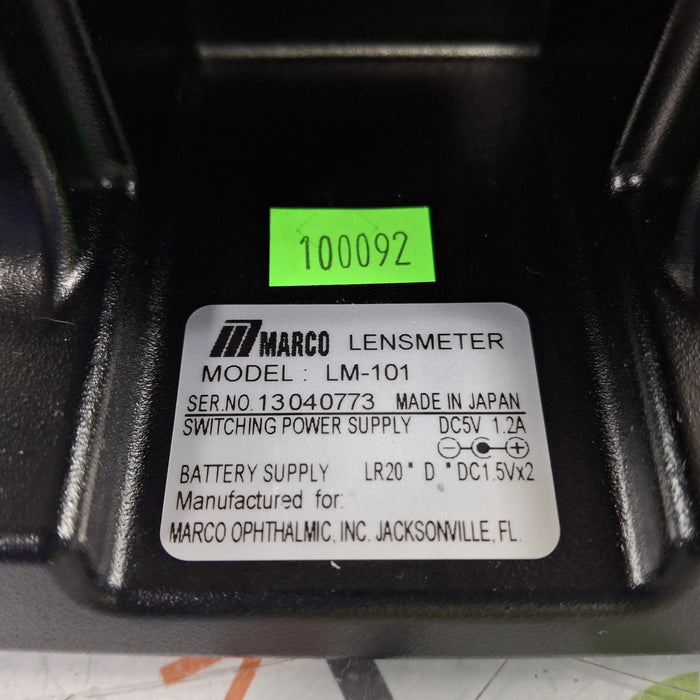 100092
MARCO LENSMETER
MODEL : LM-101
SER.NO. 13040773 MADE IN JAPAN
SWITCHING POWER SUPPLY DC5V 1.2A
BATTERY SUPPLY LR20 " D " DC1.5Vx2
Manufactured for:
MARCO OPHTHALMIC, INC. JACKSONVILLE, FL.